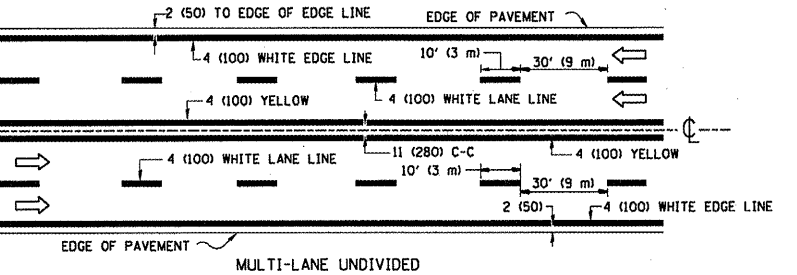 2 (50) TO EDGE OF EDGE LINE
EDGE OF PAVEMENT
4 (100) WHITE EDGE LINE
10' (3 m)
30' (9 m)
4 (100) YELLOW
4 (100) WHITE LANE LINE
℄
4 (100) WHITE LANE LINE
11 (280) C-C
4 (100) YELLOW
10' (3 m)
30' (9 m)
2 (50)
4 (100) WHITE EDGE LINE
EDGE OF PAVEMENT
MULTI-LANE UNDIVIDED